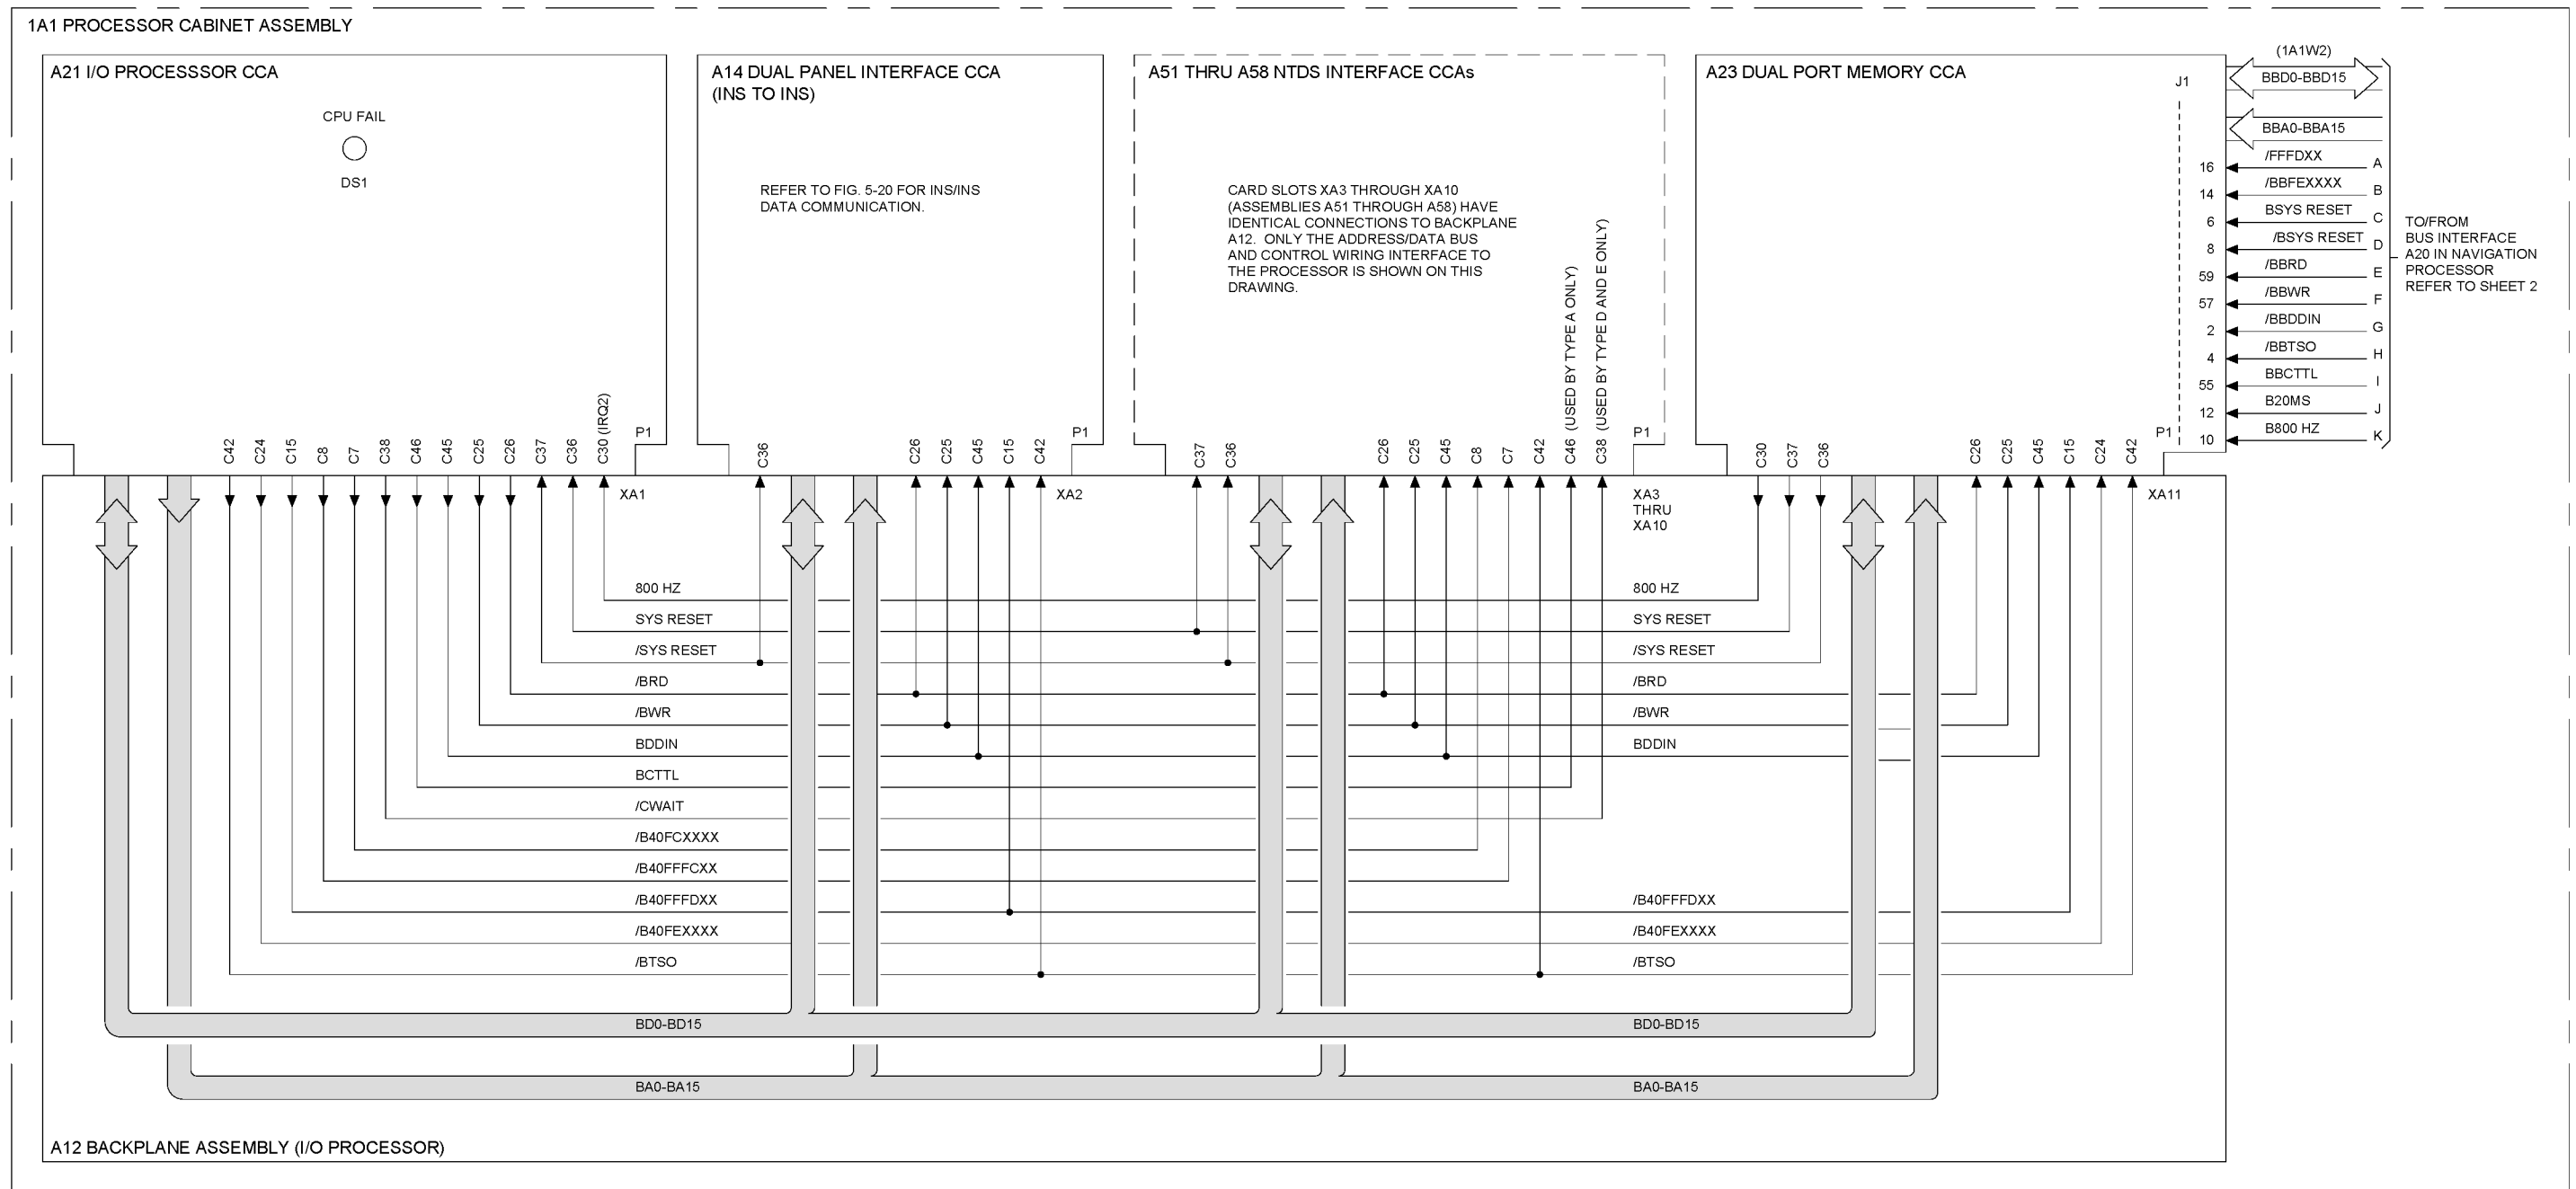 1A1 PROCESSOR CABINET ASSEMBLY
A21 I/O PROCESSSOR CCA
CPU FAIL
DS1
C42
C24
C15
C8
C7
C38
C46
C45
C25
C26
C37
C36
C30 (IRQ2)
P1
XA1
A14 DUAL PANEL INTERFACE CCA
(INS TO INS)
REFER TO FIG. 5-20 FOR INS/INS
DATA COMMUNICATION.
C36
C26
C25
C45
C15
C42
P1
XA2
A51 THRU A58 NTDS INTERFACE CCAs
CARD SLOTS XA3 THROUGH XA10
(ASSEMBLIES A51 THROUGH A58) HAVE
IDENTICAL CONNECTIONS TO BACKPLANE
A12. ONLY THE ADDRESS/DATA BUS
AND CONTROL WIRING INTERFACE TO
THE PROCESSOR IS SHOWN ON THIS
DRAWING.
C37
C36
C26
C25
C45
C8
C7
C42
C46 (USED BY TYPE A ONLY)
C38 (USED BY TYPE D AND E ONLY)
P1
XA3
THRU
XA10
A23 DUAL PORT MEMORY CCA
J1
C30
C37
C36
C26
C25
C45
C15
C24
C42
P1
XA11
(1A1W2)
BBD0-BBD15
BBA0-BBA15
16 /FFFDXX A
14 /BBFEXXXX B
6 BSYS RESET C
8 /BSYS RESET D
59 /BBRD E
57 /BBWR F
2 /BBDDIN G
4 /BBTSO H
55 BBCTTL I
12 B20MS J
10 B800 HZ K
TO/FROM
BUS INTERFACE
A20 IN NAVIGATION
PROCESSOR
REFER TO SHEET 2
800 HZ
800 HZ
SYS RESET
SYS RESET
/SYS RESET
/SYS RESET
/BRD
/BRD
/BWR
/BWR
BDDIN
BDDIN
BCTTL
/CWAIT
/B40FCXXXX
/B40FFFCXX
/B40FFFDXX
/B40FFFDXX
/B40FEXXXX
/B40FEXXXX
/BTSO
/BTSO
BD0-BD15
BD0-BD15
BA0-BA15
BA0-BA15
A12 BACKPLANE ASSEMBLY (I/O PROCESSOR)